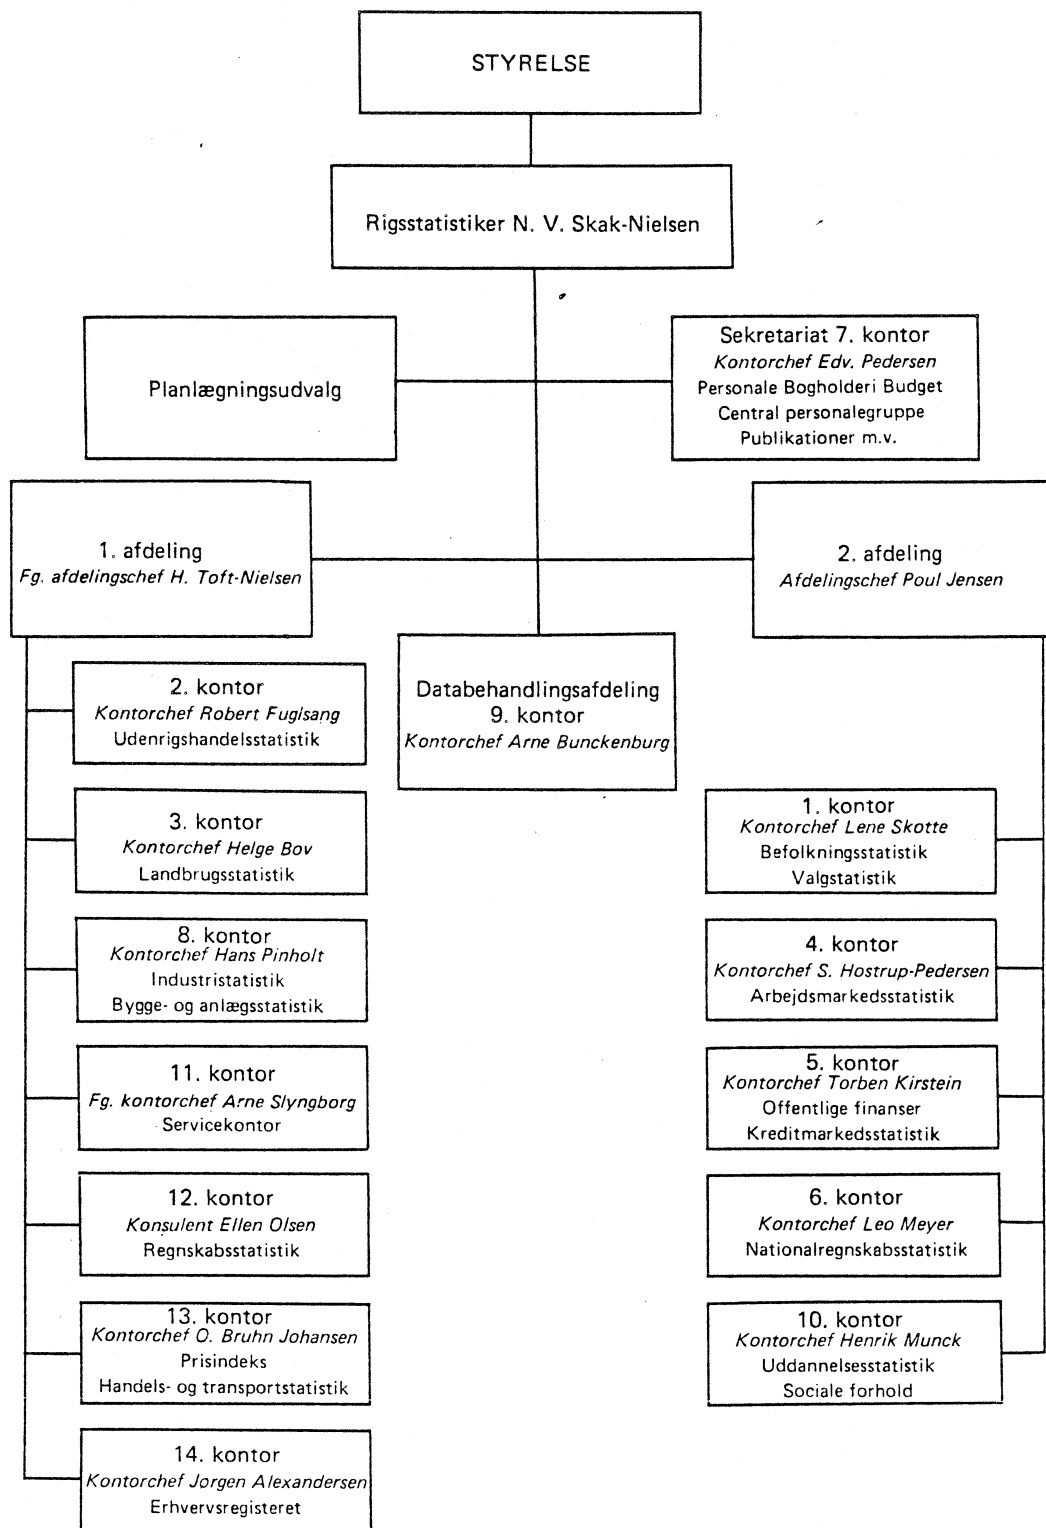 STYRELSE
Rigsstatistiker N. V. Skak-Nielsen
Planlægningsudvalg
Sekretariat 7. kontor
Kontorchef Edv. Pedersen
Personale Bogholderi Budget
Central personalegruppe
Publikationer m.v.
1. afdeling
Fg. afdelingschef H. Toft-Nielsen
2. afdeling
Afdelingschef Poul Jensen
Databehandlingsafdeling
9. kontor
Kontorchef Arne Bunckenburg
2. kontor
Kontorchef Robert Fuglsang
Udenrigshandelsstatistik
3. kontor
Kontorchef Helge Bov
Landbrugsstatistik
8. kontor
Kontorchef Hans Pinholt
Industristatistik
Bygge- og anlægsstatistik
11. kontor
Fg. kontorchef Arne Slyngborg
Servicekontor
12. kontor
Konsulent Ellen Olsen
Regnskabsstatistik
13. kontor
Kontorchef O. Bruhn Johansen
Prisindeks
Handels- og transportstatistik
14. kontor
Kontorchef Jørgen Alexandersen
Erhvervsregisteret
1. kontor
Kontorchef Lene Skotte
Befolkningsstatistik
Valgstatistik
4. kontor
Kontorchef S. Hostrup-Pedersen
Arbejdsmarkedsstatistik
5. kontor
Kontorchef Torben Kirstein
Offentlige finanser
Kreditmarkedsstatistik
6. kontor
Kontorchef Leo Meyer
Nationalregnskabsstatistik
10. kontor
Kontorchef Henrik Munck
Uddannelsesstatistik
Sociale forhold